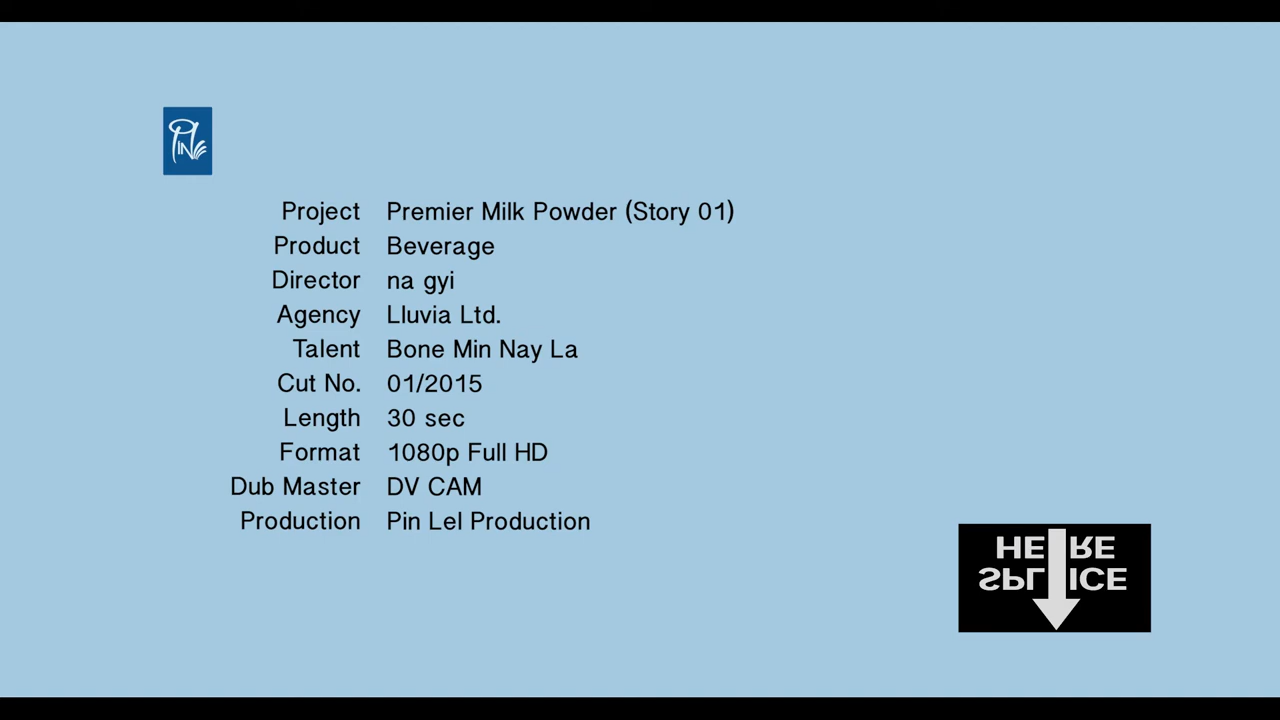 PIN
Project Premier Milk Powder (Story 01)
Product Beverage
Director na gyi
Agency Lluvia Ltd.
Talent Bone Min Nay La
Cut No. 01/2015
Length 30 sec
Format 1080p Full HD
Dub Master DV CAM
Production Pin Lel Production
HERE
SPLICE